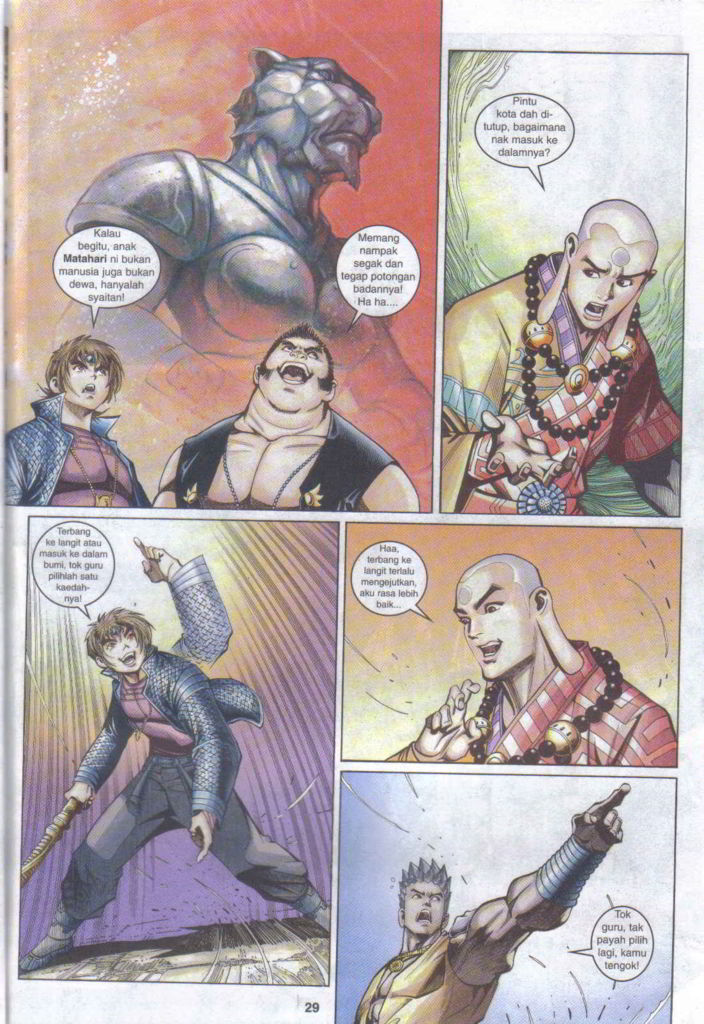 Kalau
begitu, anak
Matahari ni bukan
manusia juga bukan
dewa, hanyalah
syaitan!
Memang
nampak
segak dan
tegap potongan
badannya!
Ha ha....
Pintu
kota dah di-
tutup, bagaimana
nak masuk ke
dalamnya?
Terbang
ke langit atau
masuk ke dalam
bumi, tok guru
pilihlah satu
kaedah-
nya!
Haa,
terbang ke
langit terlalu
mengejutkan,
aku rasa lebih
baik...
Tok
guru, tak
payah pilih
lagi, kamu
tengok!
29